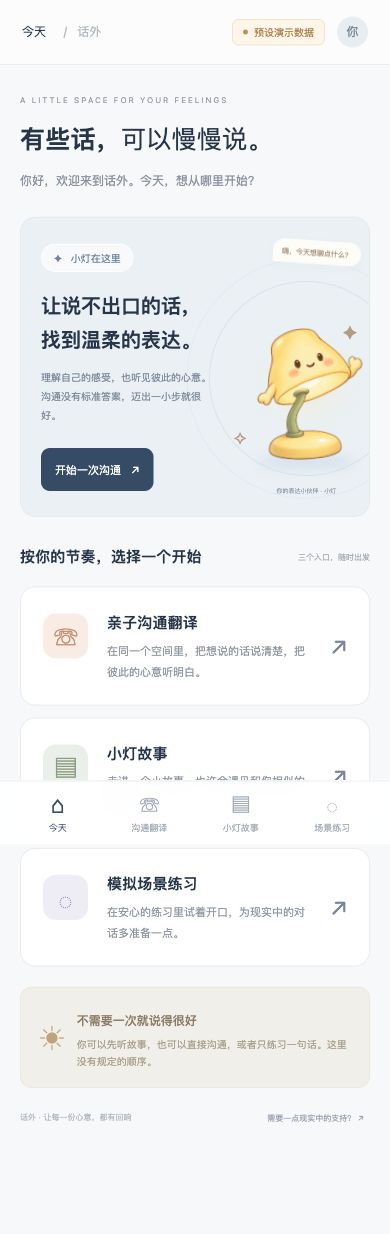 今天 / 话外
预设演示数据
你
A LITTLE SPACE FOR YOUR FEELINGS
有些话，可以慢慢说。
你好，欢迎来到话外。今天，想从哪里开始？
小灯在这里
嗨，今天想聊点什么？
让说不出口的话，
找到温柔的表达。
理解自己的感受，也听见彼此的心意。
沟通没有标准答案，迈出一小步就很
好。
开始一次沟通 ↗
你的表达小伙伴 · 小灯
按你的节奏，选择一个开始
三个入口，随时出发
亲子沟通翻译
在同一个空间里，把想说的话说清楚，把
彼此的心意听明白。
小灯故事
今天
沟通翻译
小灯故事
场景练习
模拟场景练习
在安心的练习里试着开口，为现实中的对
话多准备一点。
不需要一次就说得很好
你可以先听故事，也可以直接沟通，或者只练习一句话。这里
没有规定的顺序。
话外 · 让每一份心意，都有回响
需要一点现实中的支持？ ↗